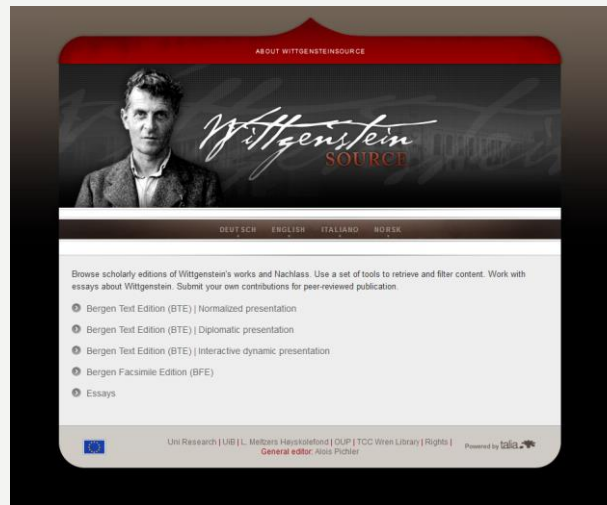 ABOUT WITTGENSTEINSOURCE
Wittgenstein
SOURCE
DEUTSCH ENGLISH ITALIANO NORSK
Browse scholarly editions of Wittgenstein's works and Nachlass. Use a set of tools to retrieve and filter content. Work with
essays about Wittgenstein. Submit your own contributions for peer-reviewed publication.
Bergen Text Edition (BTE) | Normalized presentation
Bergen Text Edition (BTE) | Diplomatic presentation
Bergen Text Edition (BTE) | Interactive dynamic presentation
Bergen Facsimile Edition (BFE)
Essays
Uni Research | UiB | L. Meltzers Høyskolefond | OUP | TCC Wren Library | Rights |
General editor: Alois Pichler
Powered by talia